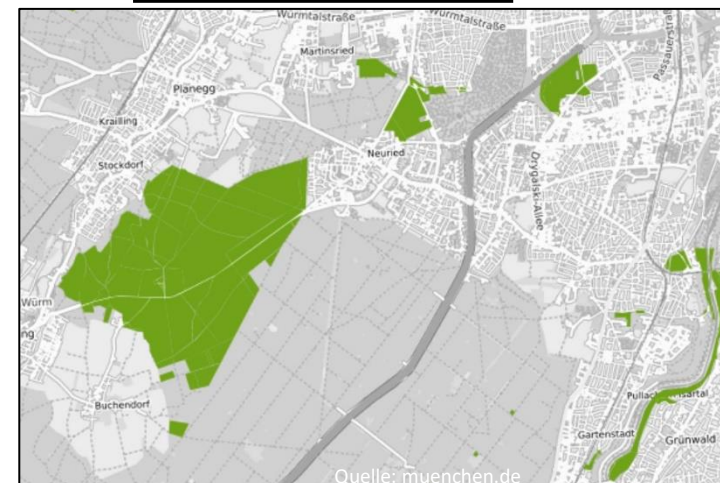 Würmtalstraße
Würmtalstraße
Passauerstraß
Martinsried
Planegg
Krailling
Neuried
Stockdorf
Drygalski-Allee
Würm
ng
Buchendorf
Pullach
Isartal
Gartenstadt
Grünwald
Quelle: muenchen.de